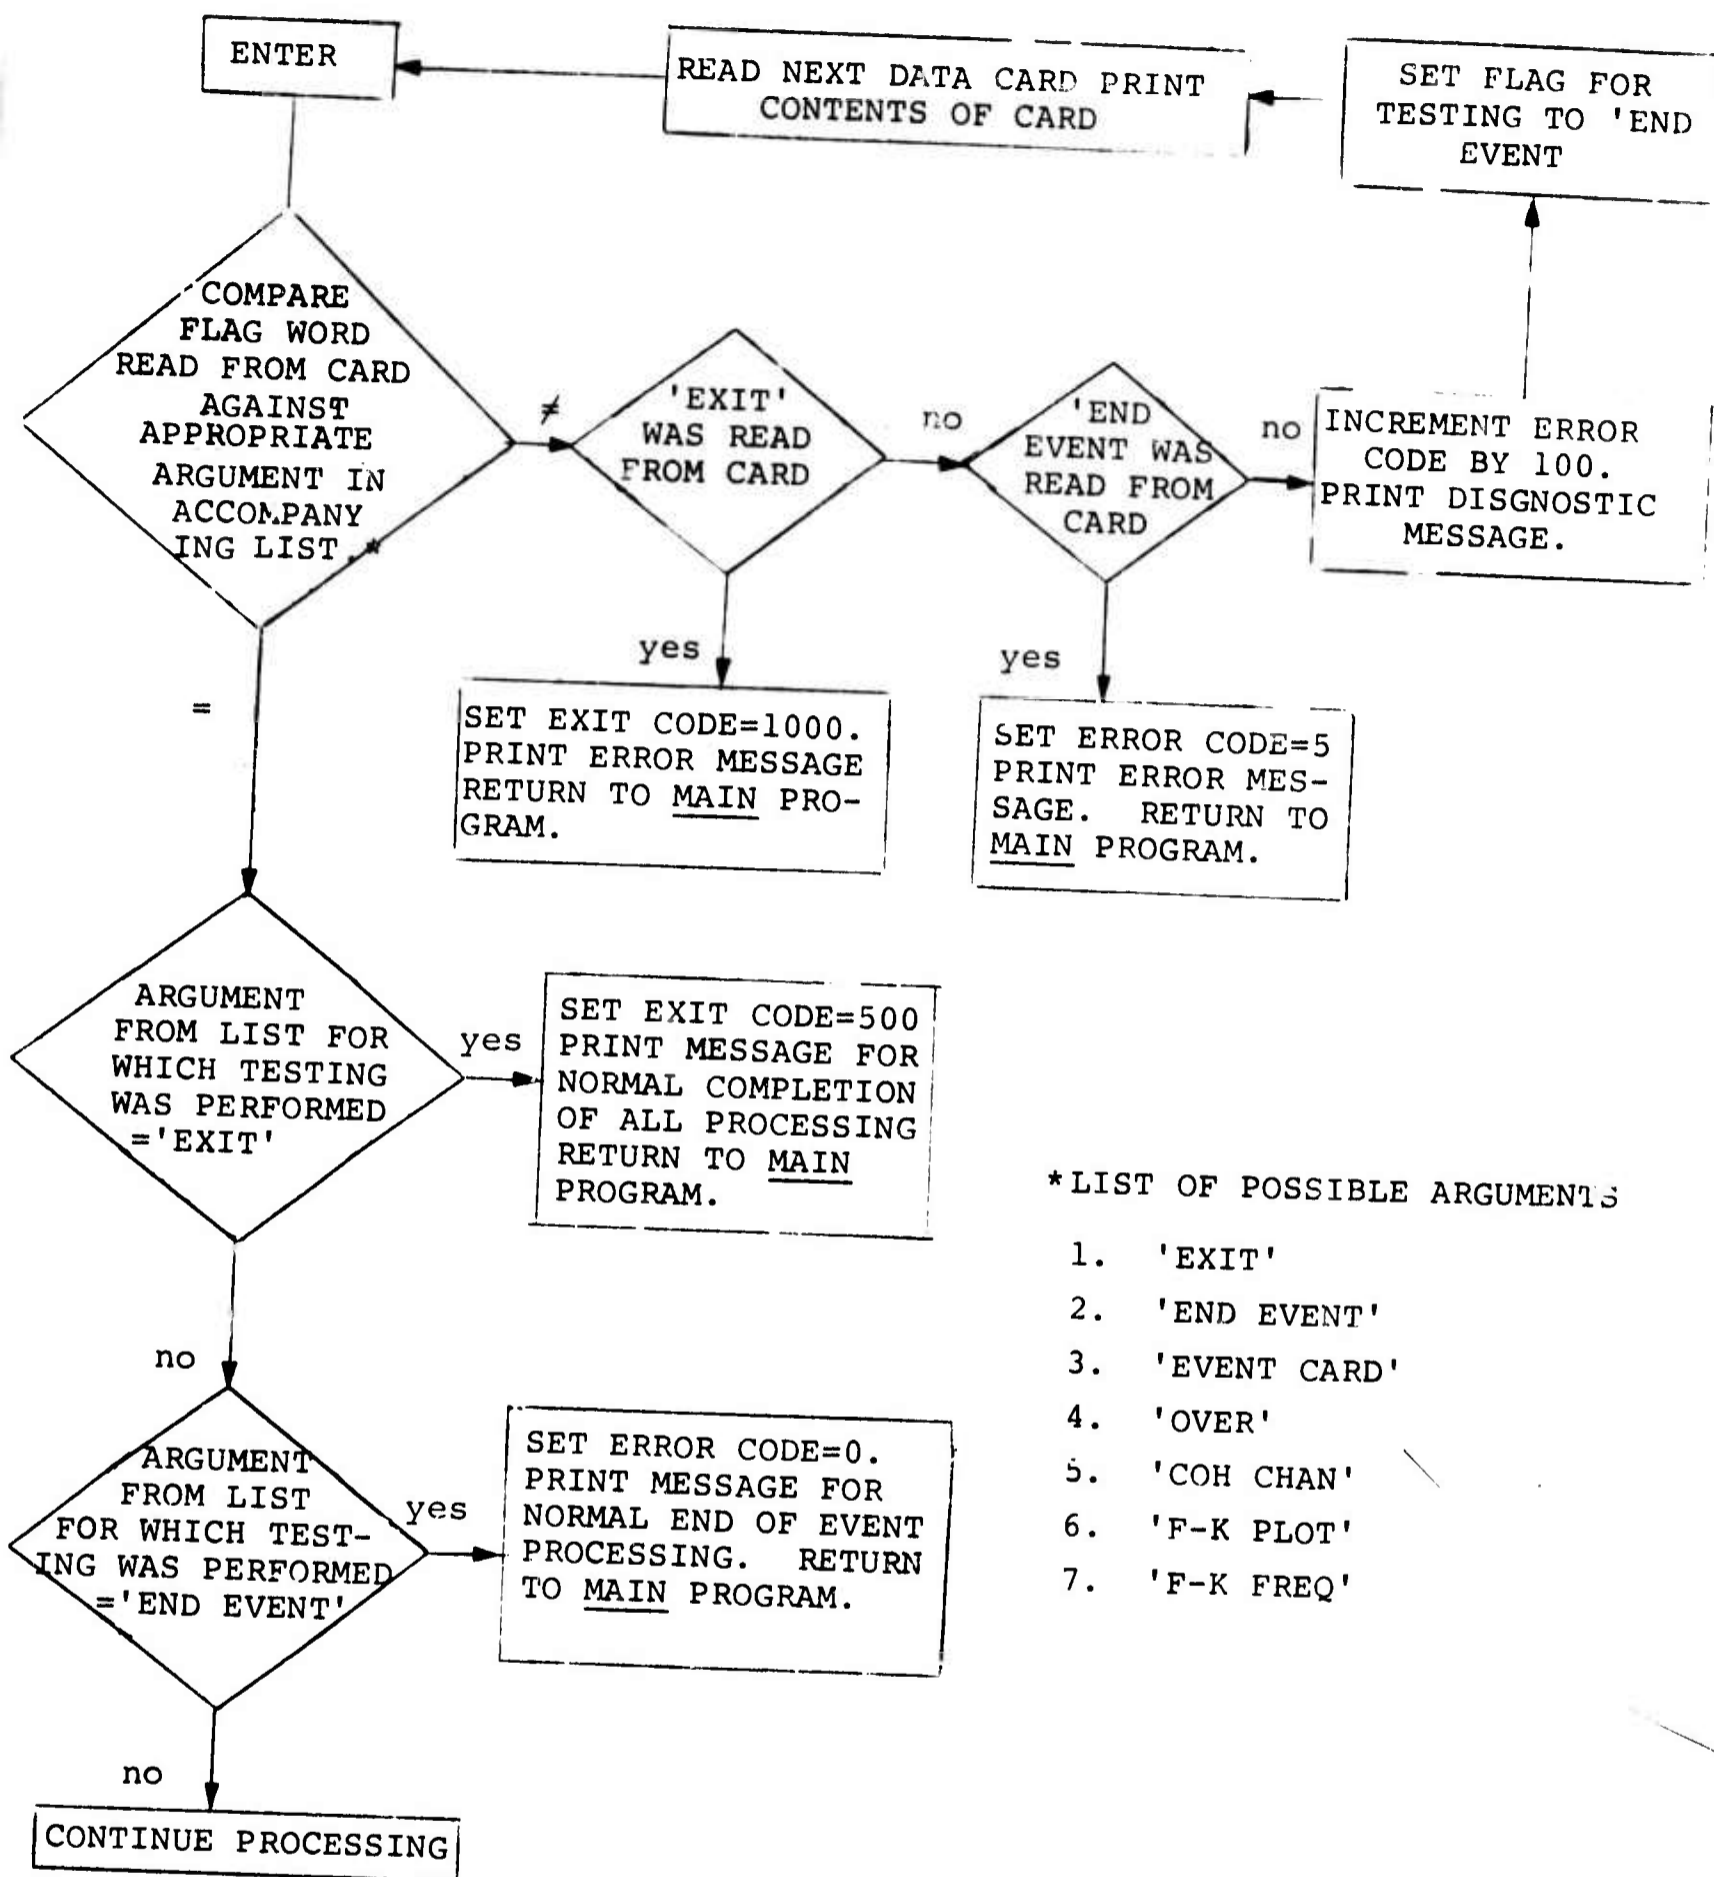 ENTER
READ NEXT DATA CARD PRINT
CONTENTS OF CARD
SET FLAG FOR
TESTING TO 'END
EVENT
COMPARE
FLAG WORD
READ FROM CARD
AGAINST
APPROPRIATE
ARGUMENT IN
ACCOMPANY
ING LIST.*
≠
'EXIT'
WAS READ
FROM CARD
no
'END
EVENT WAS
READ FROM
CARD
no
INCREMENT ERROR
CODE BY 100.
PRINT DISGNOSTIC
MESSAGE.
yes
SET EXIT CODE=1000.
PRINT ERROR MESSAGE
RETURN TO MAIN PRO-
GRAM.
yes
SET ERROR CODE=5
PRINT ERROR MES-
SAGE. RETURN TO
MAIN PROGRAM.
=
ARGUMENT
FROM LIST FOR
WHICH TESTING
WAS PERFORMED
='EXIT'
yes
SET EXIT CODE=500
PRINT MESSAGE FOR
NORMAL COMPLETION
OF ALL PROCESSING
RETURN TO MAIN
PROGRAM.
no
ARGUMENT
FROM LIST
FOR WHICH TEST-
ING WAS PERFORMED
='END EVENT'
yes
SET ERROR CODE=0.
PRINT MESSAGE FOR
NORMAL END OF EVENT
PROCESSING. RETURN
TO MAIN PROGRAM.
no
CONTINUE PROCESSING
*LIST OF POSSIBLE ARGUMENTS
1. 'EXIT'
2. 'END EVENT'
3. 'EVENT CARD'
4. 'OVER'
5. 'COH CHAN'
6. 'F-K PLOT'
7. 'F-K FREQ'